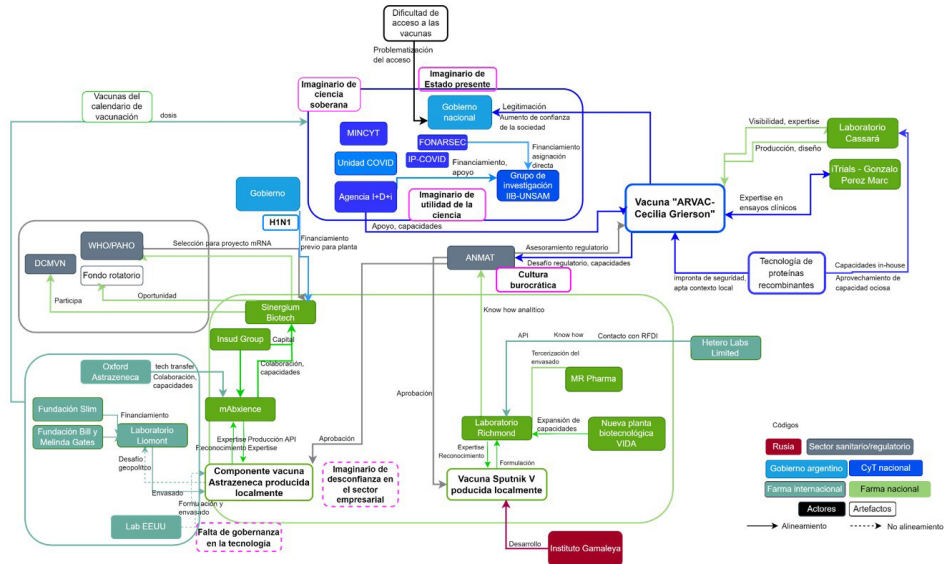 Dificultad de
acceso a las
vacunas
Problematización
del acceso
Imaginario de
Estado presente
Imaginario de
ciencia
soberana
Vacunas del
calendario de
vacunación
dosis
Gobierno
nacional
Legitimación
Aumento de confianza
de la sociedad
MINCYT
FONARSEC
Unidad COVID
IP-COVID
Financiamiento
asignación
directa
Financiamiento,
apoyo
Agencia I+D+i
Grupo de
investigación
IIB-UNSAM
Imaginario de
utilidad de la
ciencia
Apoyo, capacidades
Visibilidad, expertise
Laboratorio
Cassará
Producción, diseño
iTrials - Gonzalo
Perez Marc
Vacuna "ARVAC-
Cecilia Grierson"
Expertise en
ensayos clínicos
Gobierno
H1N1
Financiamiento
previo para planta
WHO/PAHO
Selección para proyecto mRNA
DCMVN
Fondo rotatorio
Participa
Oportunidad
ANMAT
Asesoramiento regulatorio
Desafío regulatorio, capacidades
Cultura
burocrática
Impronta de seguridad,
apta contexto local
Tecnología de
proteínas
recombinantes
Capacidades in-house
Aprovechamiento de
capacidad ociosa
Sinergium
Biotech
Insud Group
Capital
Colaboración,
capacidades
Know how analítico
API
Know how
Contacto con RFDI
Hetero Labs
Limited
Tercerización del
envasado
MR Pharma
Oxford
Astrazeneca
tech transfer
Colaboración,
capacidades
mAbxience
Fundación Slim
Financiamiento
Fundación Bill y
Melinda Gates
Laboratorio
Liomont
Expertise Producción API
Reconocimiento Expertise
Aprobación
Aprobación
Laboratorio
Richmond
Expansión de
capacidades
Nueva planta
biotecnológica
VIDA
Expertise
Reconocimiento
Formulación
Desafío
geopolítico
Envasado
Componente vacuna
Astrazeneca producida
localmente
Imaginario de
desconfianza en
el sector
empresarial
Vacuna Sputnik V
poducida localmente
Formulación y
envasado
Lab EEUU
Falta de gobernanza
en la tecnología
Desarrollo
Instituto Gamaleya
Códigos
Rusia
Sector sanitario/regulatorio
Gobierno argentino
CyT nacional
Farma internacional
Farma nacional
Actores
Artefactos
Alineamiento
No alineamiento